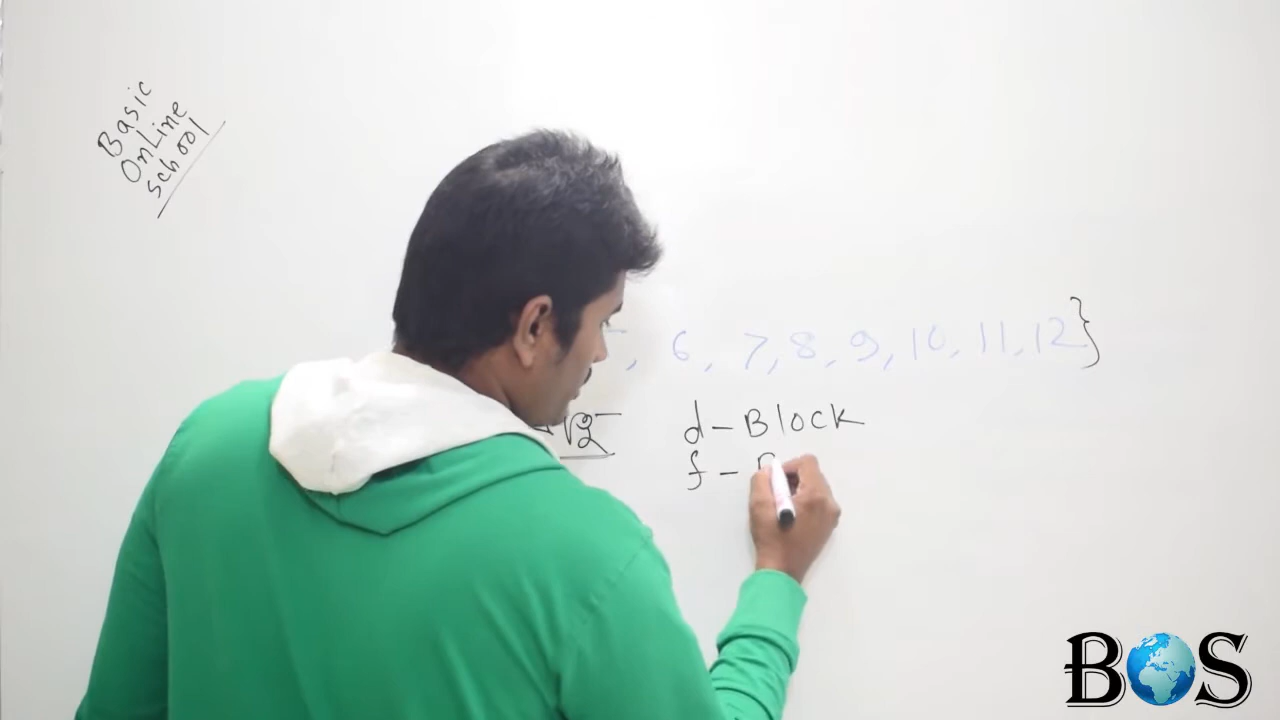 Basic
OnLine
school
, 6, 7, 8, 9, 10, 11, 12}
d-Block
f-
BOS